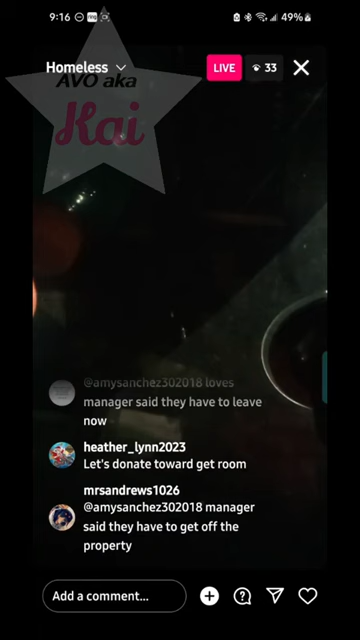 9:16
49%
Homeless
LIVE
33
AVO aka
Kai
@amysanchez302018 loves
manager said they have to leave
now
heather_lynn2023
Let's donate toward get room
mrsandrews1026
@amysanchez302018 manager
said they have to get off the
property
Add a comment...